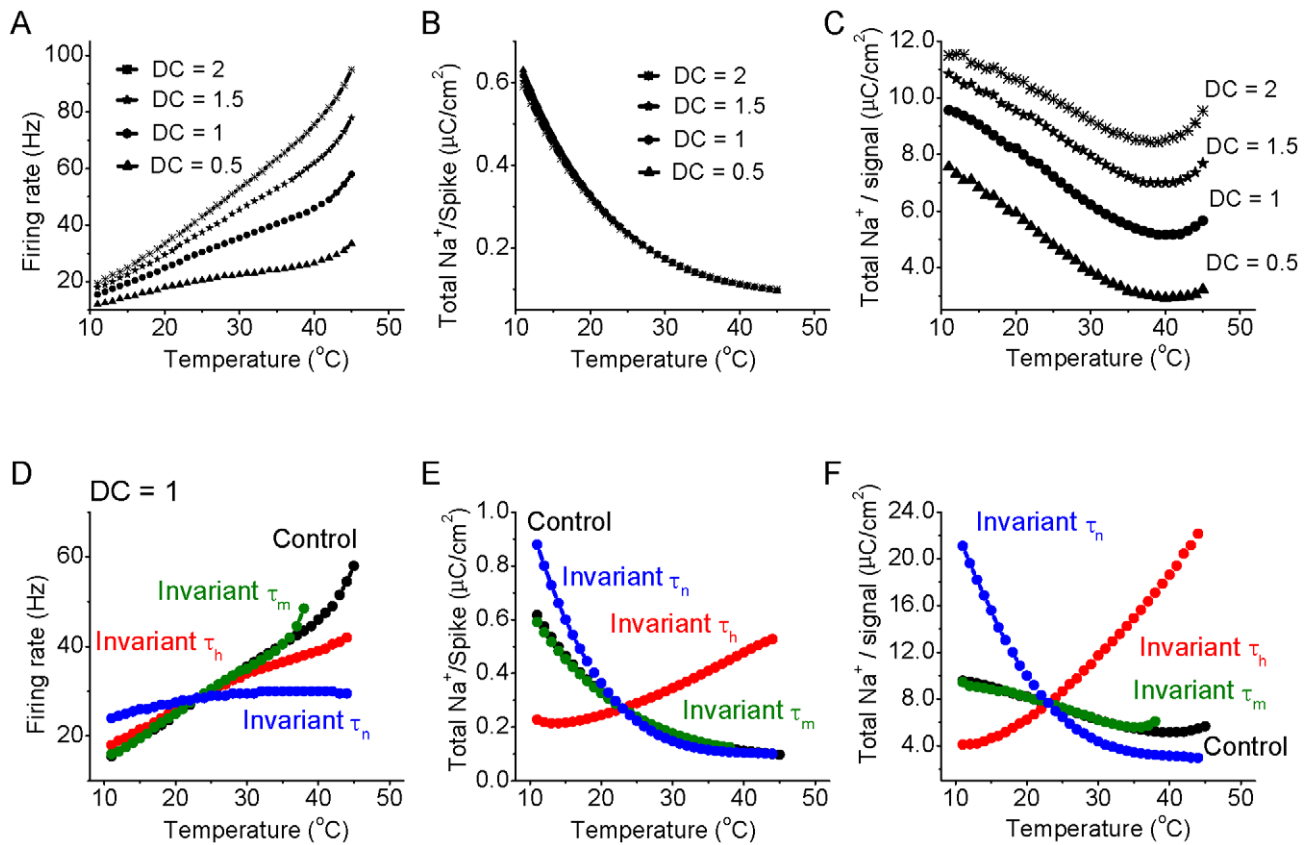 A
Firing rate (Hz)
100
80
60
40
20
DC = 2
DC = 1.5
DC = 1
DC = 0.5
10 20 30 40 50
Temperature (°C)
B
Total Na⁺/Spike (µC/cm²)
0.6
0.4
0.2
DC = 2
DC = 1.5
DC = 1
DC = 0.5
10 20 30 40 50
Temperature (°C)
C
Total Na⁺ / signal (µC/cm²)
12.0
10.0
8.0
6.0
4.0
DC = 2
DC = 1.5
DC = 1
DC = 0.5
10 20 30 40 50
Temperature (°C)
D
DC = 1
Firing rate (Hz)
60
40
20
Control
Invariant τm
Invariant τh
Invariant τn
10 20 30 40 50
Temperature (°C)
E
Total Na⁺/Spike (µC/cm²)
1.0
0.8
0.6
0.4
0.2
0.0
Control
Invariant τn
Invariant τh
Invariant τm
10 20 30 40 50
Temperature (°C)
F
Total Na⁺ / signal (µC/cm²)
24.0
20.0
16.0
12.0
8.0
4.0
Invariant τn
Invariant τh
Invariant τm
Control
10 20 30 40 50
Temperature (°C)